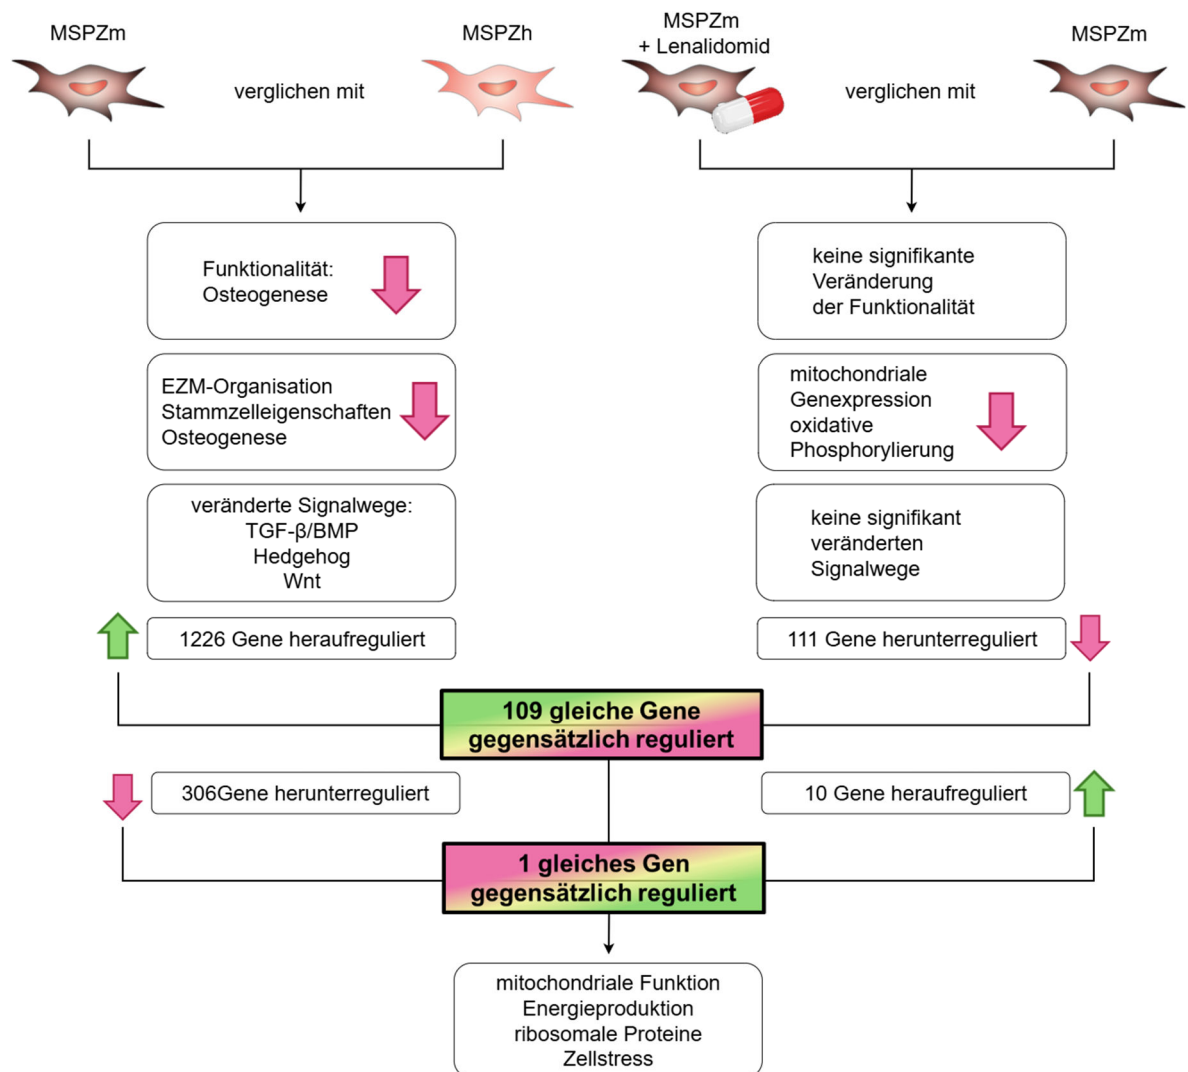 MSPZm
verglichen mit
MSPZh
MSPZm
+ Lenalidomid
verglichen mit
MSPZm
Funktionalität:
Osteogenese
keine signifikante
Veränderung
der Funktionalität
EZM-Organisation
Stammzelleigenschaften
Osteogenese
mitochondriale
Genexpression
oxidative
Phosphorylierung
veränderte Signalwege:
TGF-β/BMP
Hedgehog
Wnt
keine signifikant
veränderten
Signalwege
1226 Gene heraufreguliert
111 Gene herunterreguliert
109 gleiche Gene
gegensätzlich reguliert
306Gene herunterreguliert
10 Gene heraufreguliert
1 gleiches Gen
gegensätzlich reguliert
mitochondriale Funktion
Energieproduktion
ribosomale Proteine
Zellstress